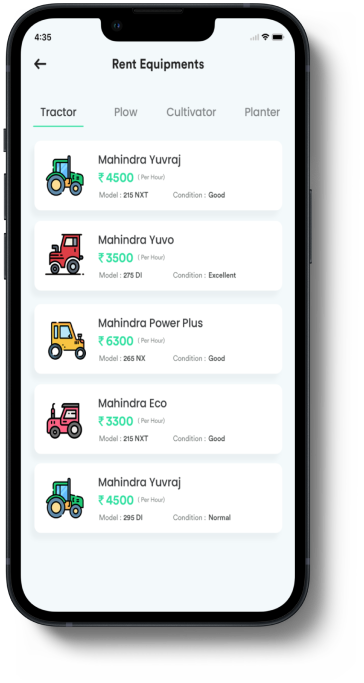 4:35
Rent Equipments
Tractor Plow Cultivator Planter
Mahindra Yuvraj
₹ 4500 (Per Hour)
Model : 215 NXT Condition : Good
Mahindra Yuvo
₹ 3500 (Per Hour)
Model : 275 DI Condition : Excellent
Mahindra Power Plus
₹ 6300 (Per Hour)
Model : 265 NX Condition : Good
Mahindra Eco
₹ 3300 (Per Hour)
Model : 215 NXT Condition : Good
Mahindra Yuvraj
₹ 4500 (Per Hour)
Model : 295 DI Condition : Normal